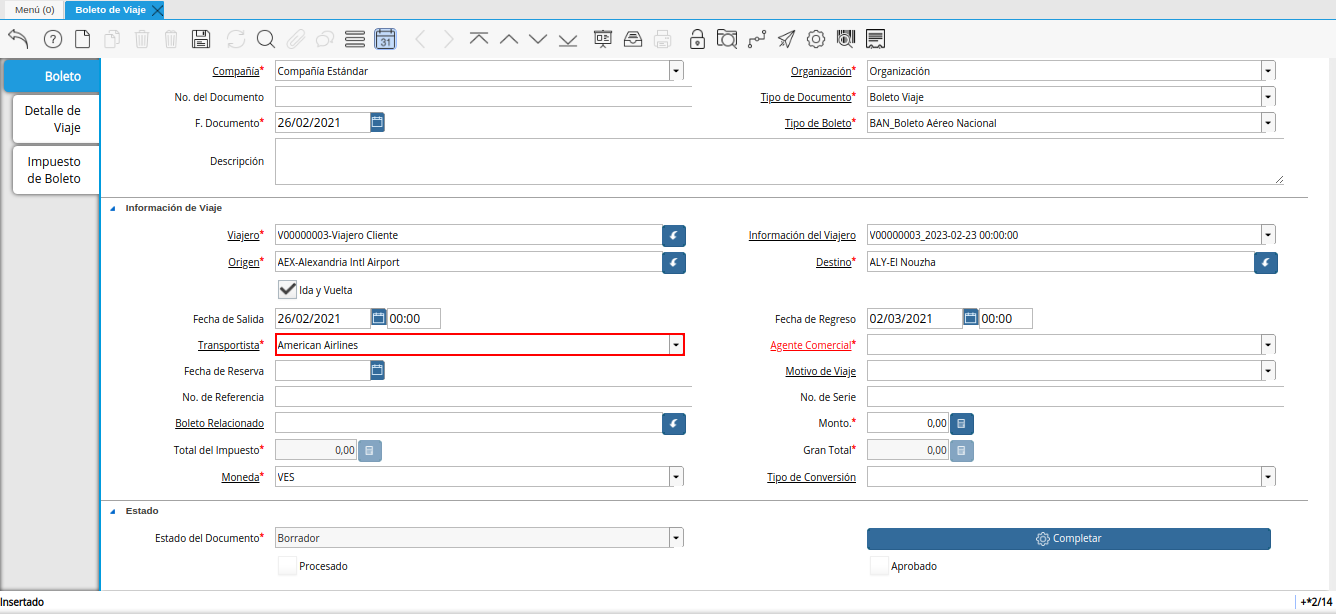 Menú (0) Boleto de Viaje
31
Boleto
Detalle de
Viaje
Impuesto
de Boleto
Compañía* Compañía Estándar Organización* Organización
No. del Documento Tipo de Documento* Boleto Viaje
F. Documento* 26/02/2021 Tipo de Boleto* BAN_Boleto Aéreo Nacional
Descripción
Información de Viaje
Viajero* V00000003-Viajero Cliente Información del Viajero V00000003_2023-02-23 00:00:00
Origen* AEX-Alexandria Intl Airport Destino* ALY-El Nouzha
Ida y Vuelta
Fecha de Salida 26/02/2021 00:00 Fecha de Regreso 02/03/2021 00:00
Transportista* American Airlines Agente Comercial*
Fecha de Reserva Motivo de Viaje
No. de Referencia No. de Serie
Boleto Relacionado Monto.* 0,00
Total del Impuesto* 0,00 Gran Total* 0,00
Moneda* VES Tipo de Conversión
Estado
Estado del Documento* Borrador Completar
Procesado Aprobado
Insertado +*2/14